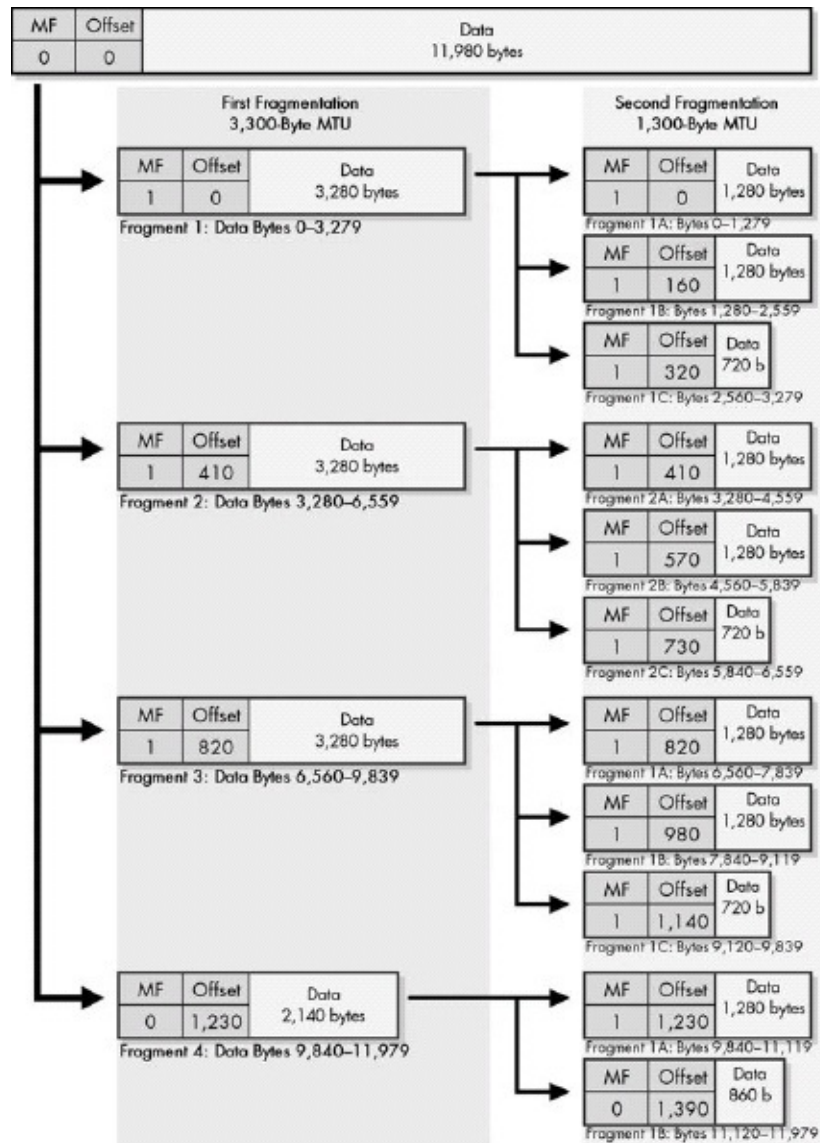 MF Offset Data
0 0 11,980 bytes
First Fragmentation
3,300-Byte MTU
Second Fragmentation
1,300-Byte MTU
MF Offset Data
1 0 3,280 bytes
Fragment 1: Data Bytes 0–3,279
MF Offset Data
1 0 1,280 bytes
Fragment 1A: Bytes 0–1,279
MF Offset Data
1 160 1,280 bytes
Fragment 1B: Bytes 1,280–2,559
MF Offset Data
1 320 720 b
Fragment 1C: Bytes 2,560–3,279
MF Offset Data
1 410 3,280 bytes
Fragment 2: Data Bytes 3,280–6,559
MF Offset Data
1 410 1,280 bytes
Fragment 2A: Bytes 3,280–4,559
MF Offset Data
1 570 1,280 bytes
Fragment 2B: Bytes 4,560–5,839
MF Offset Data
1 730 720 b
Fragment 2C: Bytes 5,840–6,559
MF Offset Data
1 820 3,280 bytes
Fragment 3: Data Bytes 6,560–9,839
MF Offset Data
1 820 1,280 bytes
Fragment 1A: Bytes 6,560–7,839
MF Offset Data
1 980 1,280 bytes
Fragment 1B: Bytes 7,840–9,119
MF Offset Data
1 1,140 720 b
Fragment 1C: Bytes 9,120–9,839
MF Offset Data
0 1,230 2,140 bytes
Fragment 4: Data Bytes 9,840–11,979
MF Offset Data
1 1,230 1,280 bytes
Fragment 1A: Bytes 9,840–11,119
MF Offset Data
0 1,390 860 b
Fragment 1B: Bytes 11,120–11,979